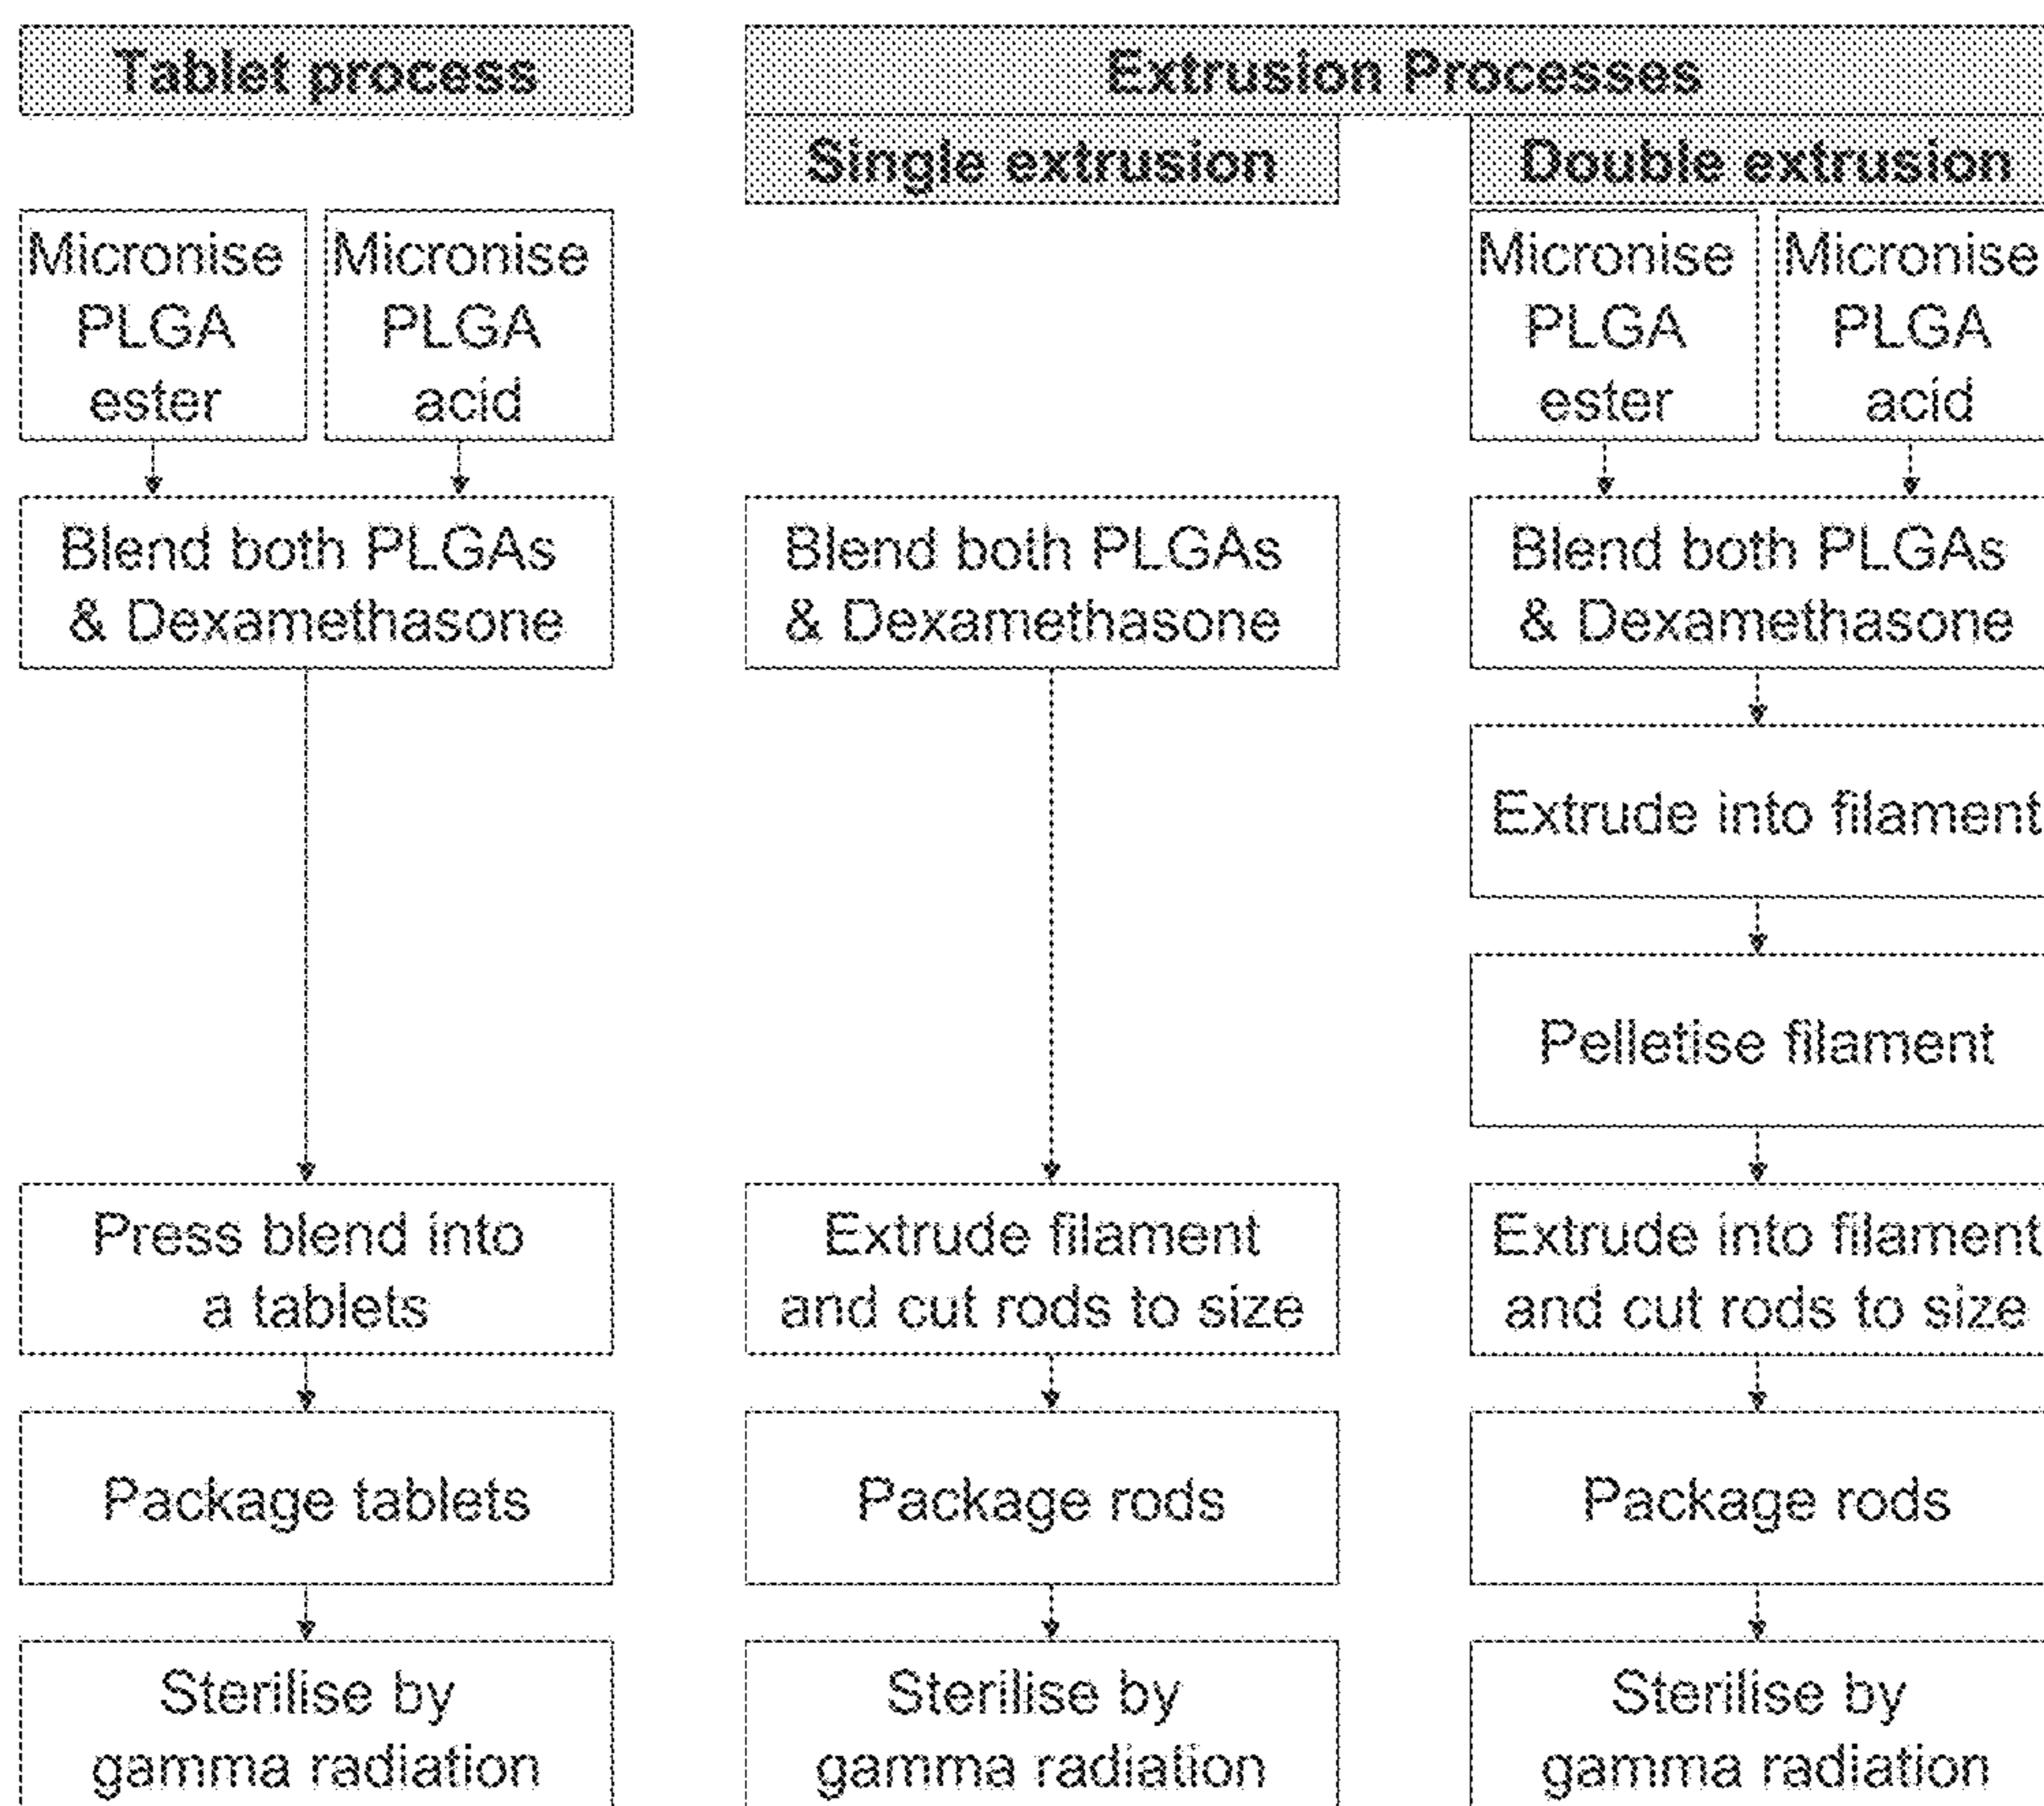 Tablet process
Extrusion Processes
Single extrusion
Double extrusion
Micronise
PLGA
ester
Micronise
PLGA
acid
Micronise
PLGA
ester
Micronise
PLGA
acid
Blend both PLGAs
& Dexamethasone
Blend both PLGAs
& Dexamethasone
Blend both PLGAs
& Dexamethasone
Extrude into filament
Pelletise filament
Press blend into
a tablets
Extrude filament
and cut rods to size
Extrude into filament
and cut rods to size
Package tablets
Package rods
Package rods
Sterilise by
gamma radiation
Sterilise by
gamma radiation
Sterilise by
gamma radiation